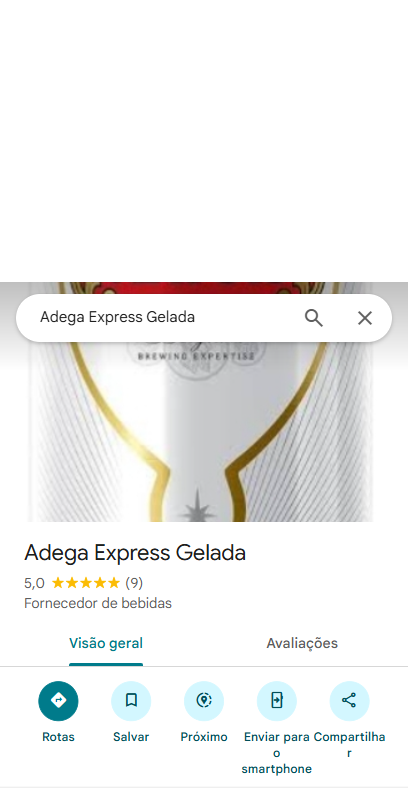 Adega Express Gelada
BREWING EXPERTISE
Adega Express Gelada
5,0 (9)
Fornecedor de bebidas
Visão geral Avaliações
Rotas Salvar Próximo Enviar para o smartphone Compartilhar